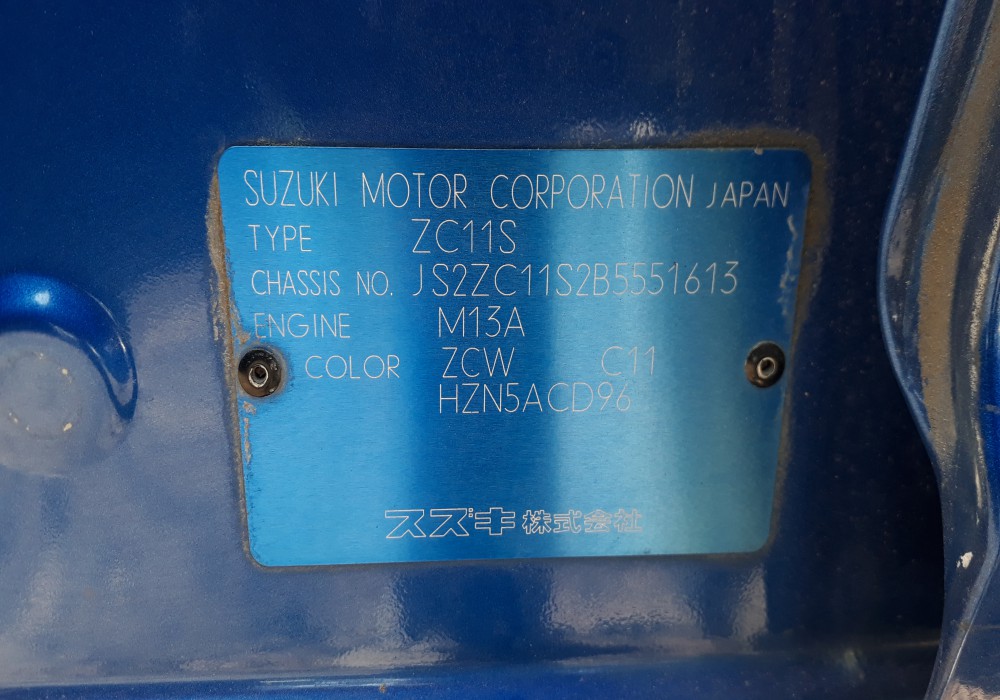 SUZUKI MOTOR CORPORATION JAPAN
TYPE ZC11S
CHASSIS NO. JS2ZC11S2B5551613
ENGINE M13A
COLOR ZCW C11
HZN5ACD96
スズキ株式会社